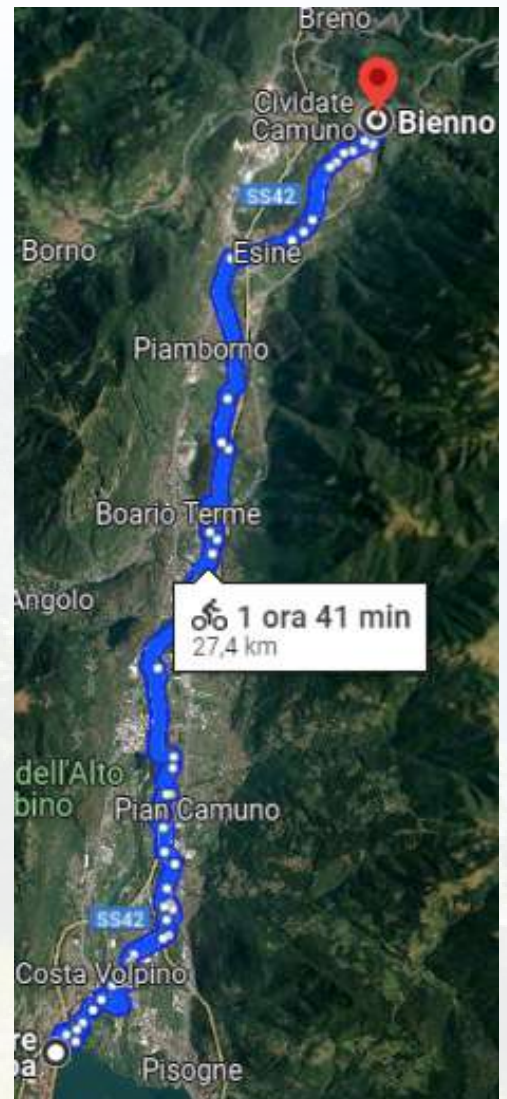 Breno
Cividate
Camuno
Bienno
SS42
Borno
Esine
Piamborno
Boario Terme
Angolo
1 ora 41 min
27,4 km
dell'Alto
bino
Pian Camuno
SS42
Costa Volpino
re
Pisogne